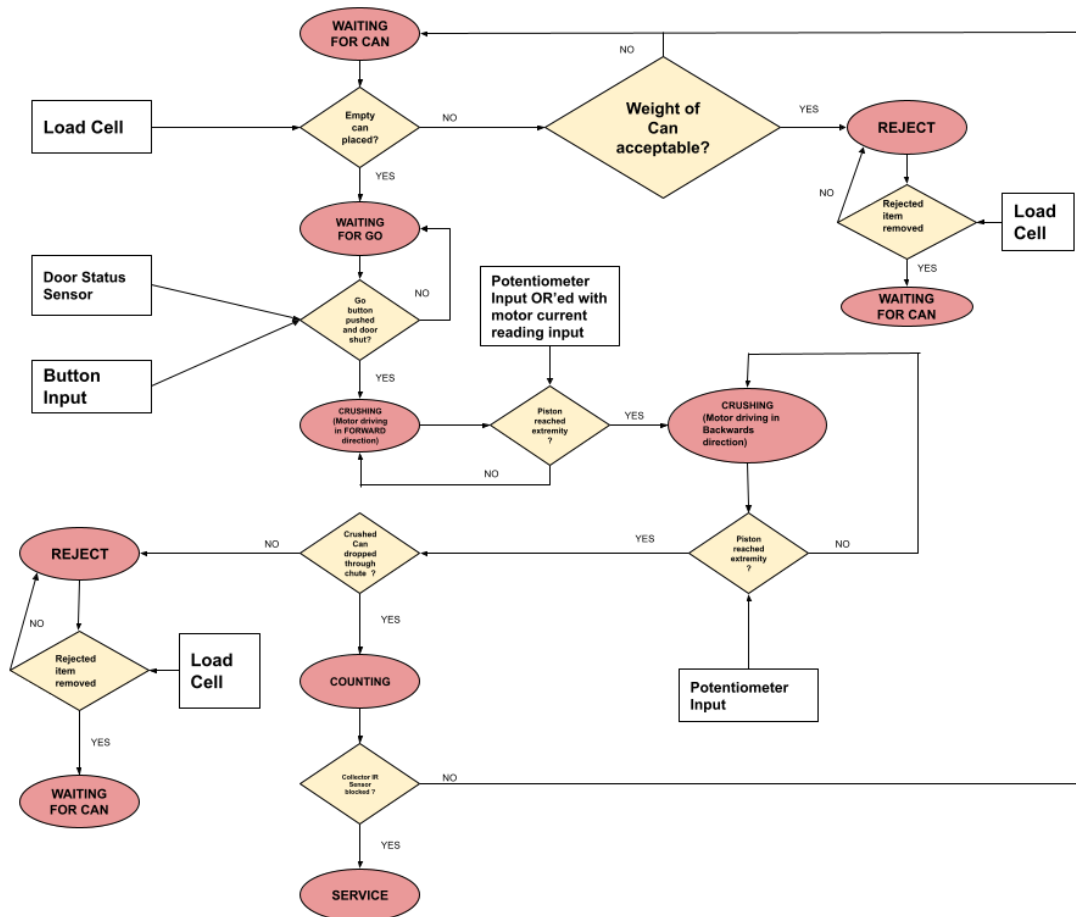 WAITING
FOR CAN
NO
Load Cell
Empty
can
placed?
NO
Weight of
Can
acceptable?
YES
REJECT
YES
NO
Rejected
item
removed
Load
Cell
WAITING
FOR GO
YES
WAITING
FOR CAN
Door Status
Sensor
Go
button
pushed
and door
shut?
NO
Potentiometer
Input OR'ed with
motor current
reading input
Button
Input
YES
CRUSHING
(Motor driving
in FORWARD
direction)
Piston
reached
extremity
?
YES
CRUSHING
(Motor driving in
Backwards
direction)
NO
REJECT
NO
Crushed
Can
dropped
through
chute ?
YES
Piston
reached
extremity
?
NO
NO
YES
Rejected
item
removed
Load
Cell
COUNTING
Potentiometer
Input
YES
WAITING
FOR CAN
Collector IR
Sensor
blocked ?
NO
YES
SERVICE